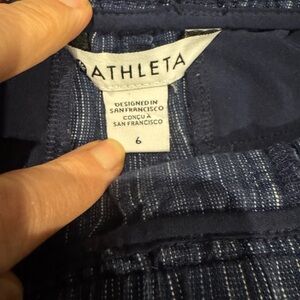 ATHLETA
DESIGNED IN
SAN FRANCISCO
CONÇU À
SAN FRANCISCO
6